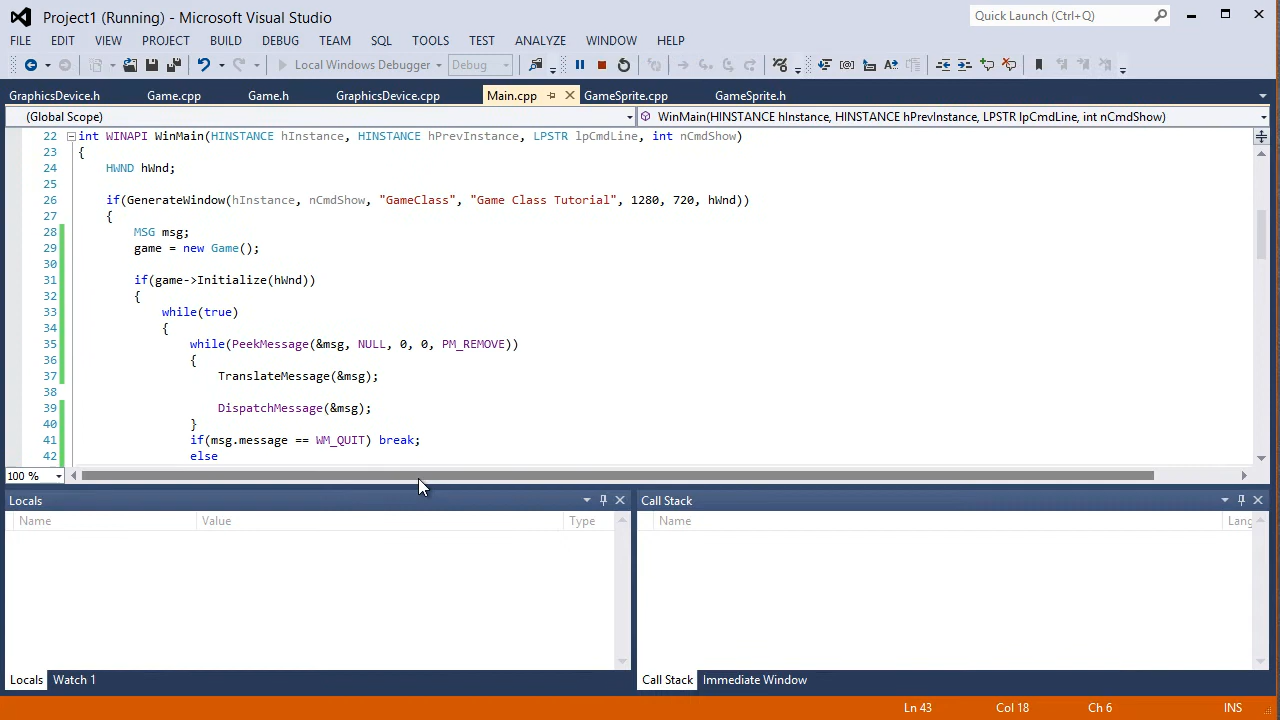 Project1 (Running) - Microsoft Visual Studio
Quick Launch (Ctrl+Q)
FILE EDIT VIEW PROJECT BUILD DEBUG TEAM SQL TOOLS TEST ANALYZE WINDOW HELP
Local Windows Debugger Debug
GraphicsDevice.h Game.cpp Game.h GraphicsDevice.cpp Main.cpp GameSprite.cpp GameSprite.h
(Global Scope) WinMain(HINSTANCE hInstance, HINSTANCE hPrevInstance, LPSTR lpCmdLine, int nCmdShow)
22 int WINAPI WinMain(HINSTANCE hInstance, HINSTANCE hPrevInstance, LPSTR lpCmdLine, int nCmdShow)
23 {
24 HWND hWnd;
25
26 if(GenerateWindow(hInstance, nCmdShow, "GameClass", "Game Class Tutorial", 1280, 720, hWnd))
27 {
28 MSG msg;
29 game = new Game();
30
31 if(game->Initialize(hWnd))
32 {
33 while(true)
34 {
35 while(PeekMessage(&msg, NULL, 0, 0, PM_REMOVE))
36 {
37 TranslateMessage(&msg);
38
39 DispatchMessage(&msg);
40 }
41 if(msg.message == WM_QUIT) break;
42 else
100 %
Locals
Name Value Type
Call Stack
Name Lang
Locals Watch 1
Call Stack Immediate Window
Ln 43 Col 18 Ch 6 INS